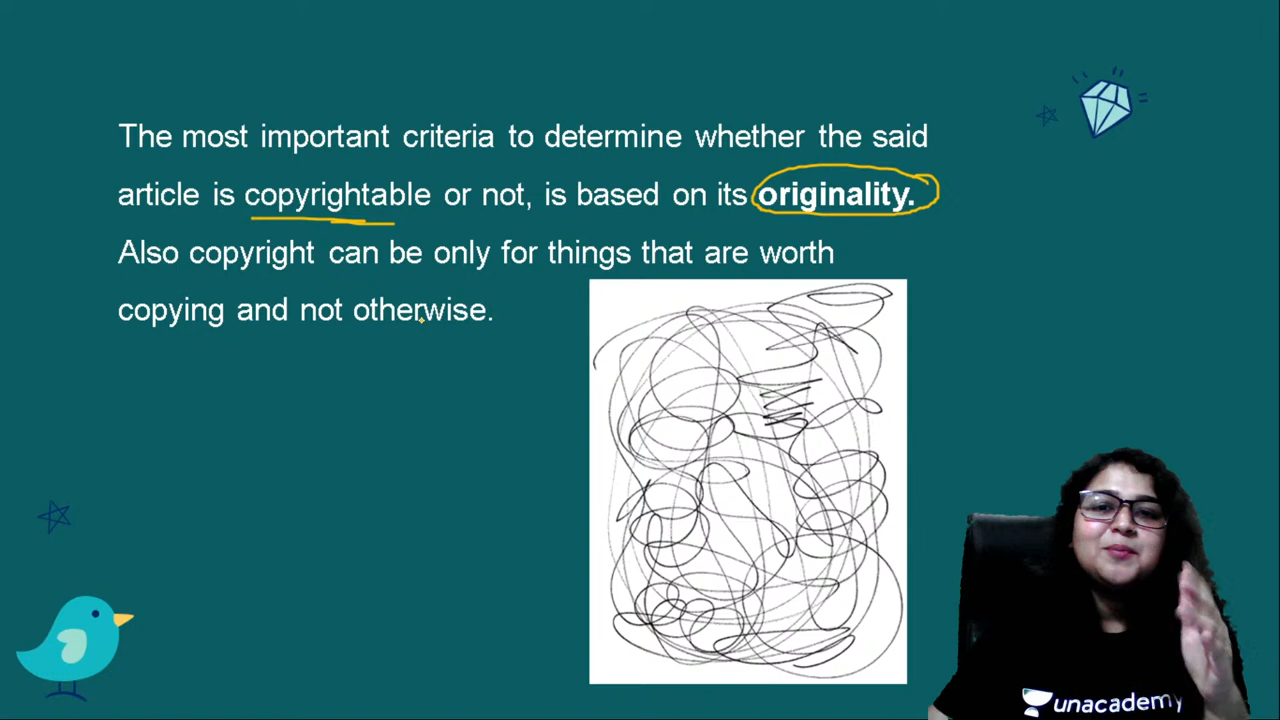 The most important criteria to determine whether the said
article is copyrightable or not, is based on its originality.
Also copyright can be only for things that are worth
copying and not otherwise.
unacademy